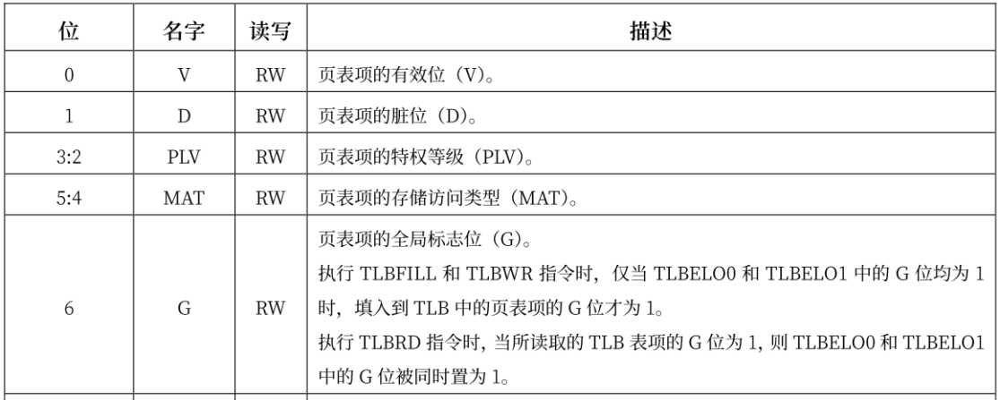 位 名字 读写 描述
0 V RW 页表项的有效位（V）。
1 D RW 页表项的脏位（D）。
3:2 PLV RW 页表项的特权等级（PLV）。
5:4 MAT RW 页表项的存储访问类型（MAT）。
6 G RW 页表项的全局标志位（G）。
执行 TLBFILL 和 TLBWR 指令时，仅当 TLBELO0 和 TLBELO1 中的 G 位均为 1
时，填入到 TLB 中的页表项的 G 位才为 1。
执行 TLBRD 指令时，当所读取的 TLB 表项的 G 位为 1，则 TLBELO0 和 TLBELO1
中的 G 位被同时置为 1。